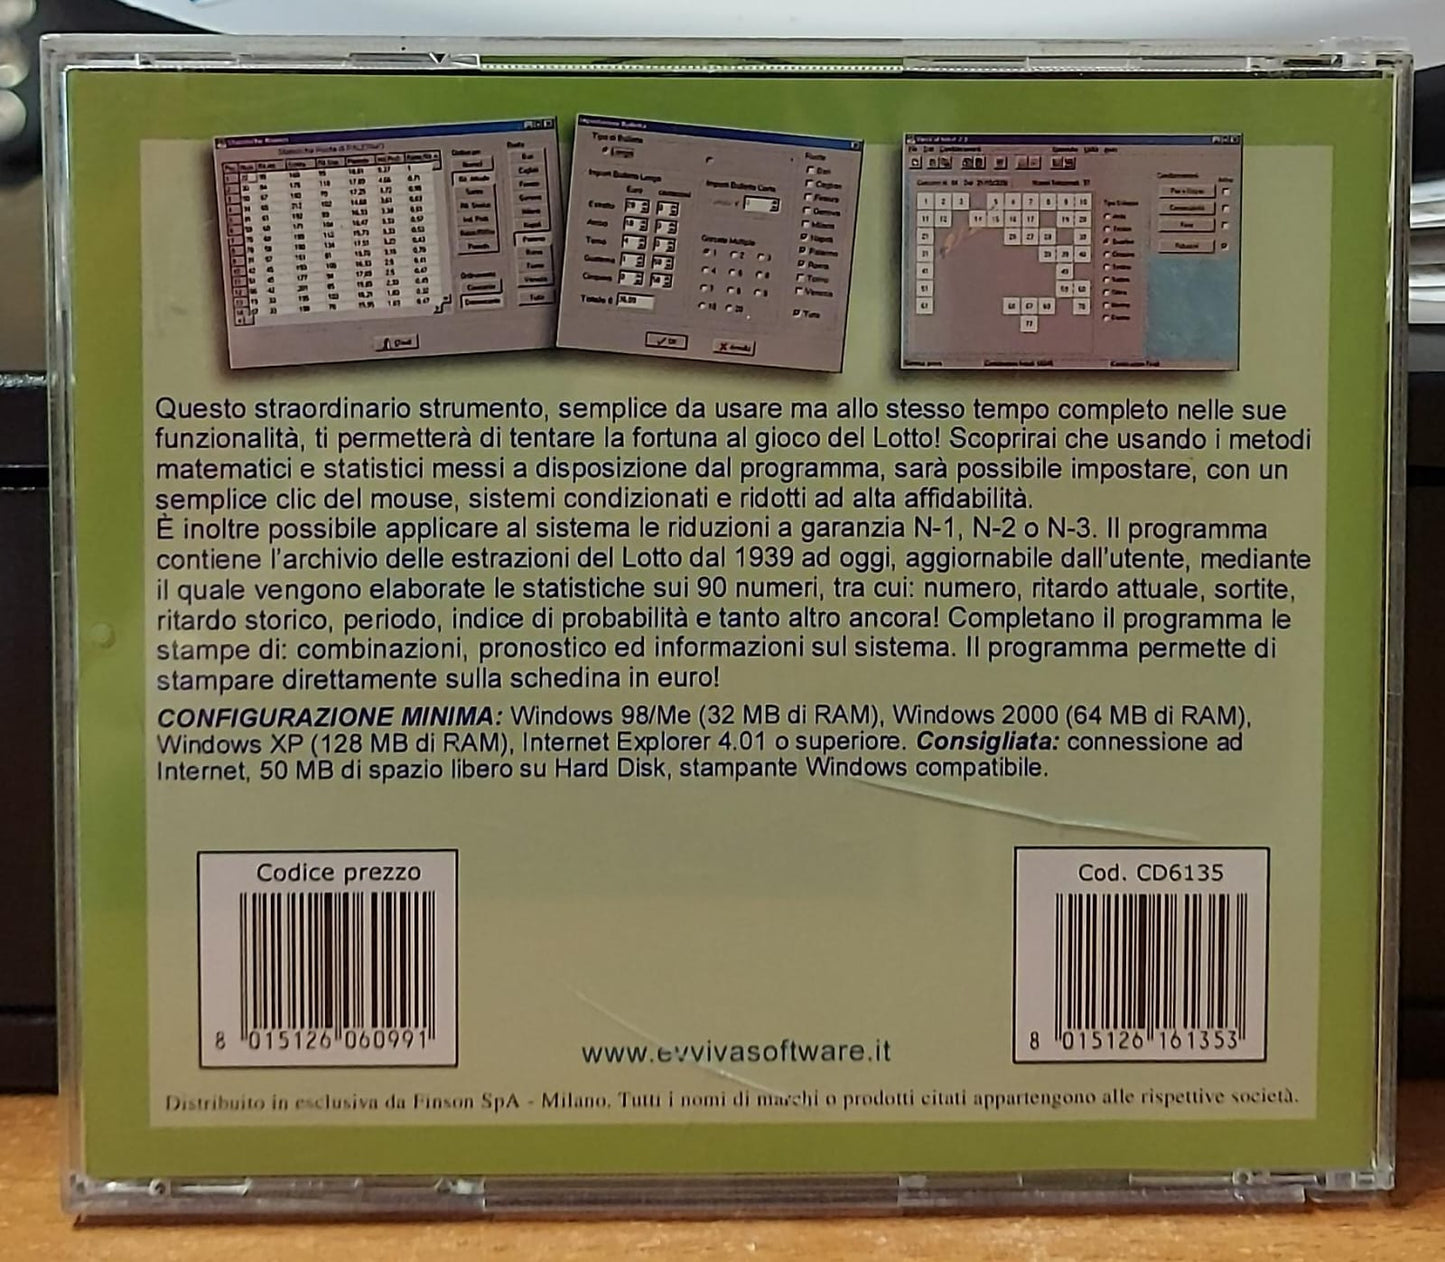 Questo straordinario strumento, semplice da usare ma allo stesso tempo completo nelle sue
funzionalità, ti permetterà di tentare la fortuna al gioco del Lotto! Scoprirai che usando i metodi
matematici e statistici messi a disposizione dal programma, sarà possibile impostare, con un
semplice clic del mouse, sistemi condizionati e ridotti ad alta affidabilità.
È inoltre possibile applicare al sistema le riduzioni a garanzia N-1, N-2 o N-3. Il programma
contiene l'archivio delle estrazioni del Lotto dal 1939 ad oggi, aggiornabile dall'utente, mediante
il quale vengono elaborate le statistiche sui 90 numeri, tra cui: numero, ritardo attuale, sortite,
ritardo storico, periodo, indice di probabilità e tanto altro ancora! Completano il programma le
stampe di: combinazioni, pronostico ed informazioni sul sistema. Il programma permette di
stampare direttamente sulla schedina in euro!
CONFIGURAZIONE MINIMA: Windows 98/Me (32 MB di RAM), Windows 2000 (64 MB di RAM),
Windows XP (128 MB di RAM), Internet Explorer 4.01 o superiore. Consigliata: connessione ad
Internet, 50 MB di spazio libero su Hard Disk, stampante Windows compatibile.
Codice prezzo
8 015126 060991
Cod. CD6135
8 015126 161353
www.evvivasoftware.it
Distribuito in esclusiva da Finson SpA - Milano. Tutti i nomi di marchi o prodotti citati appartengono alle rispettive società.